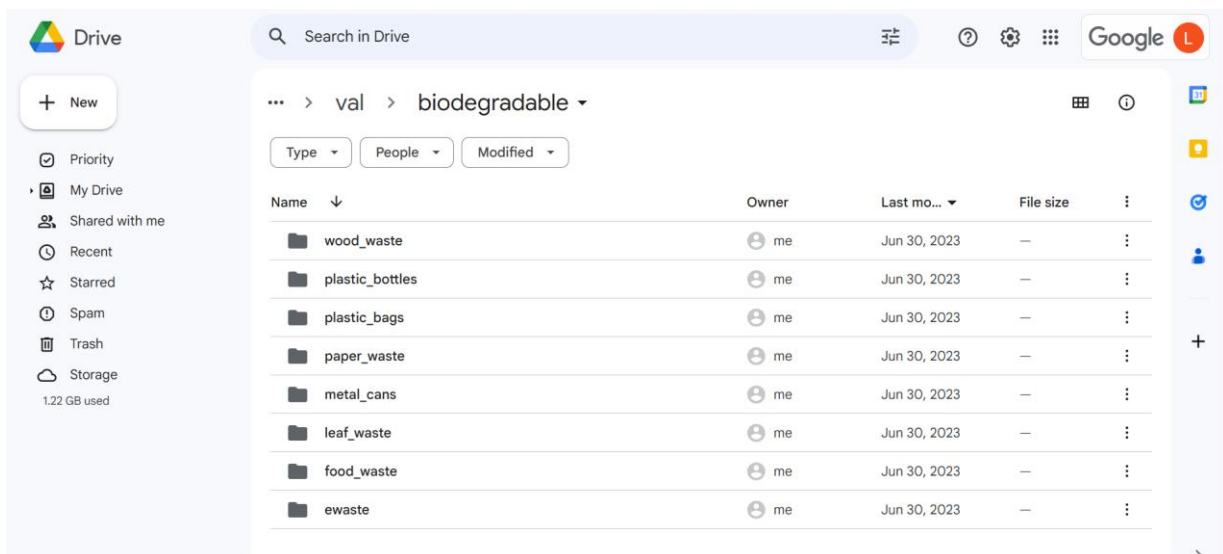 Drive
Search in Drive
Google L
New
val > biodegradable
31
Type People Modified
Priority
My Drive
Shared with me
Recent
Starred
Spam
Trash
Storage
1.22 GB used
Name Owner Last mo... File size
wood_waste me Jun 30, 2023 —
plastic_bottles me Jun 30, 2023 —
plastic_bags me Jun 30, 2023 —
paper_waste me Jun 30, 2023 —
metal_cans me Jun 30, 2023 —
leaf_waste me Jun 30, 2023 —
food_waste me Jun 30, 2023 —
ewaste me Jun 30, 2023 —